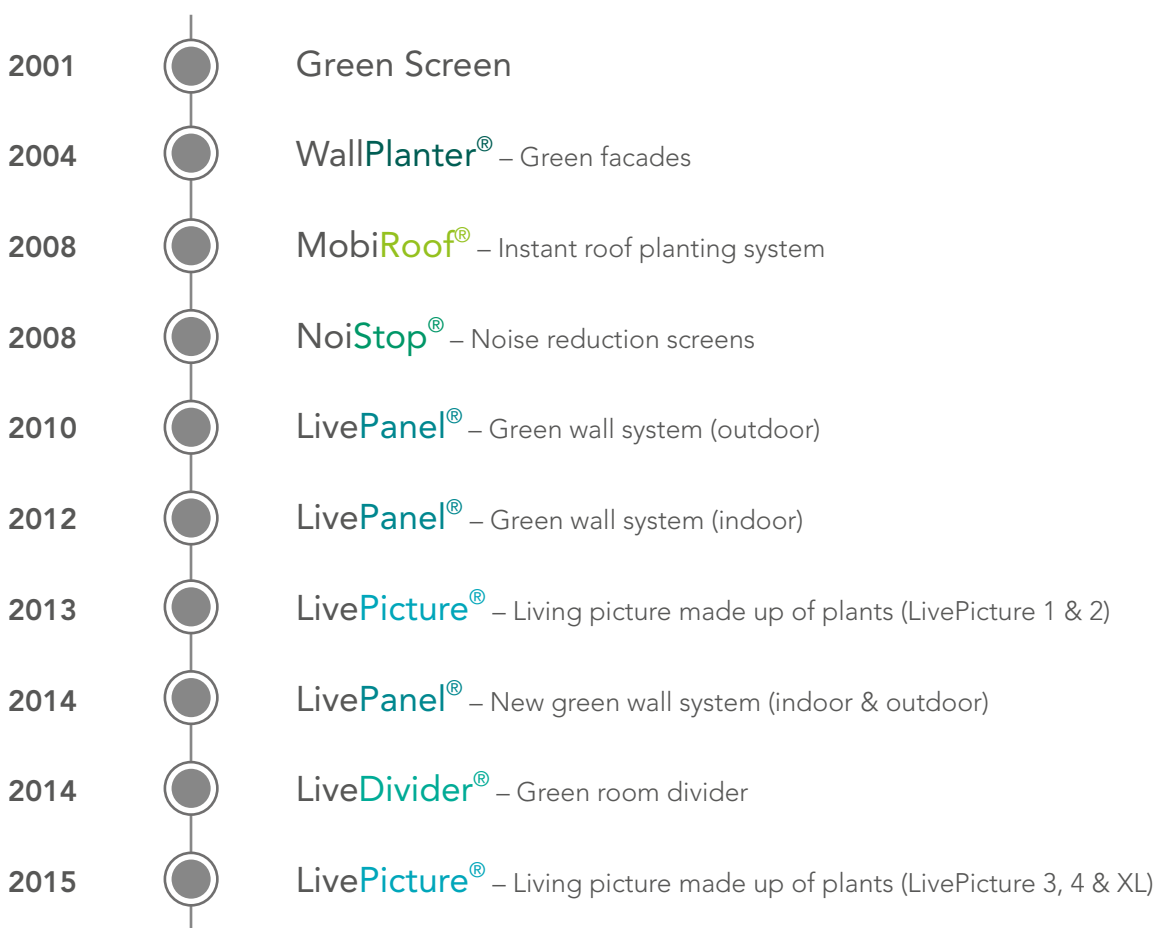 2001 Green Screen
2004 WallPlanter® – Green facades
2008 MobiRoof® – Instant roof planting system
2008 NoiStop® – Noise reduction screens
2010 LivePanel® – Green wall system (outdoor)
2012 LivePanel® – Green wall system (indoor)
2013 LivePicture® – Living picture made up of plants (LivePicture 1 & 2)
2014 LivePanel® – New green wall system (indoor & outdoor)
2014 LiveDivider® – Green room divider
2015 LivePicture® – Living picture made up of plants (LivePicture 3, 4 & XL)